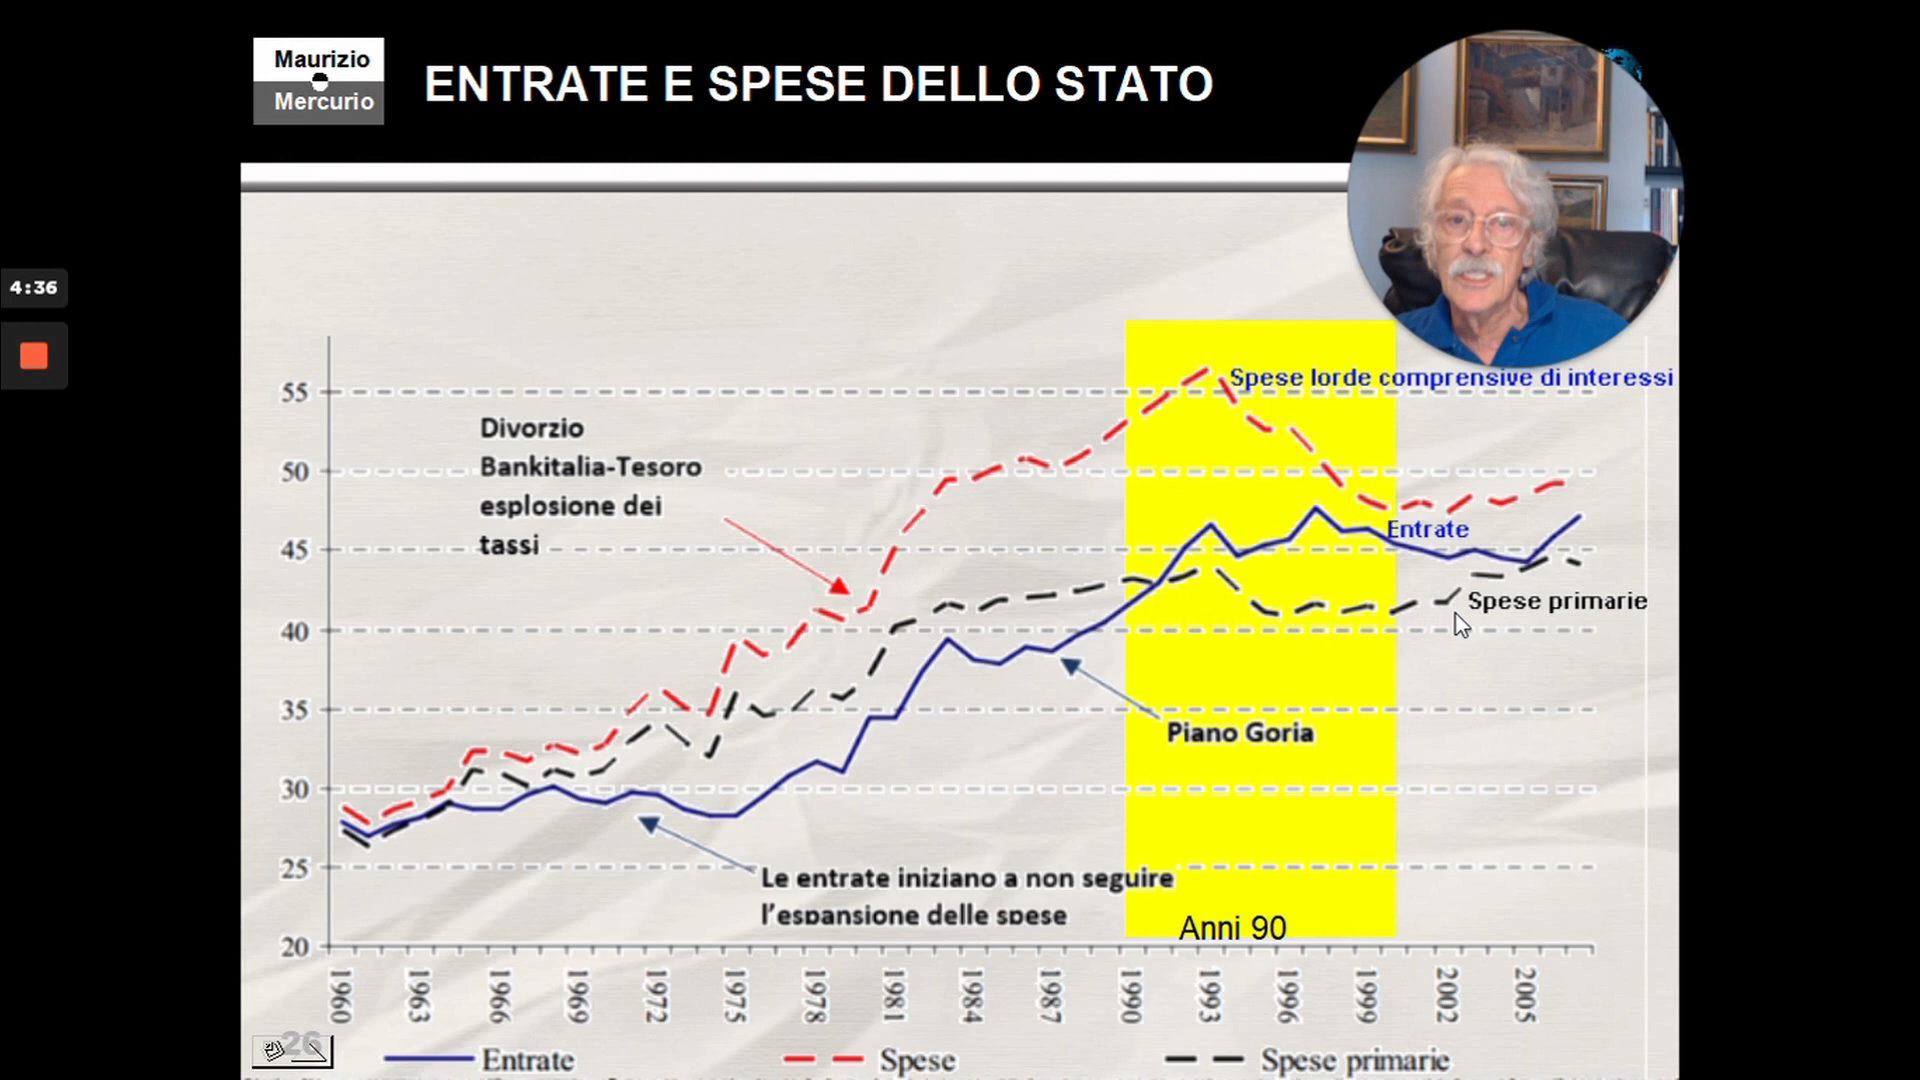 Maurizio
Mercurio
ENTRATE E SPESE DELLO STATO
4:36
Spese lorde comprensive di interessi
55
Divorzio
Bankitalia-Tesoro
esplosione dei
tassi
50
Entrate
45
Spese primarie
40
35
Piano Goria
30
25
Le entrate iniziano a non seguire
l'espansione delle spese
Anni 90
20
1960 1963 1966 1969 1972 1975 1978 1981 1984 1987 1990 1993 1996 1999 2002 2005
26
Entrate Spese Spese primarie